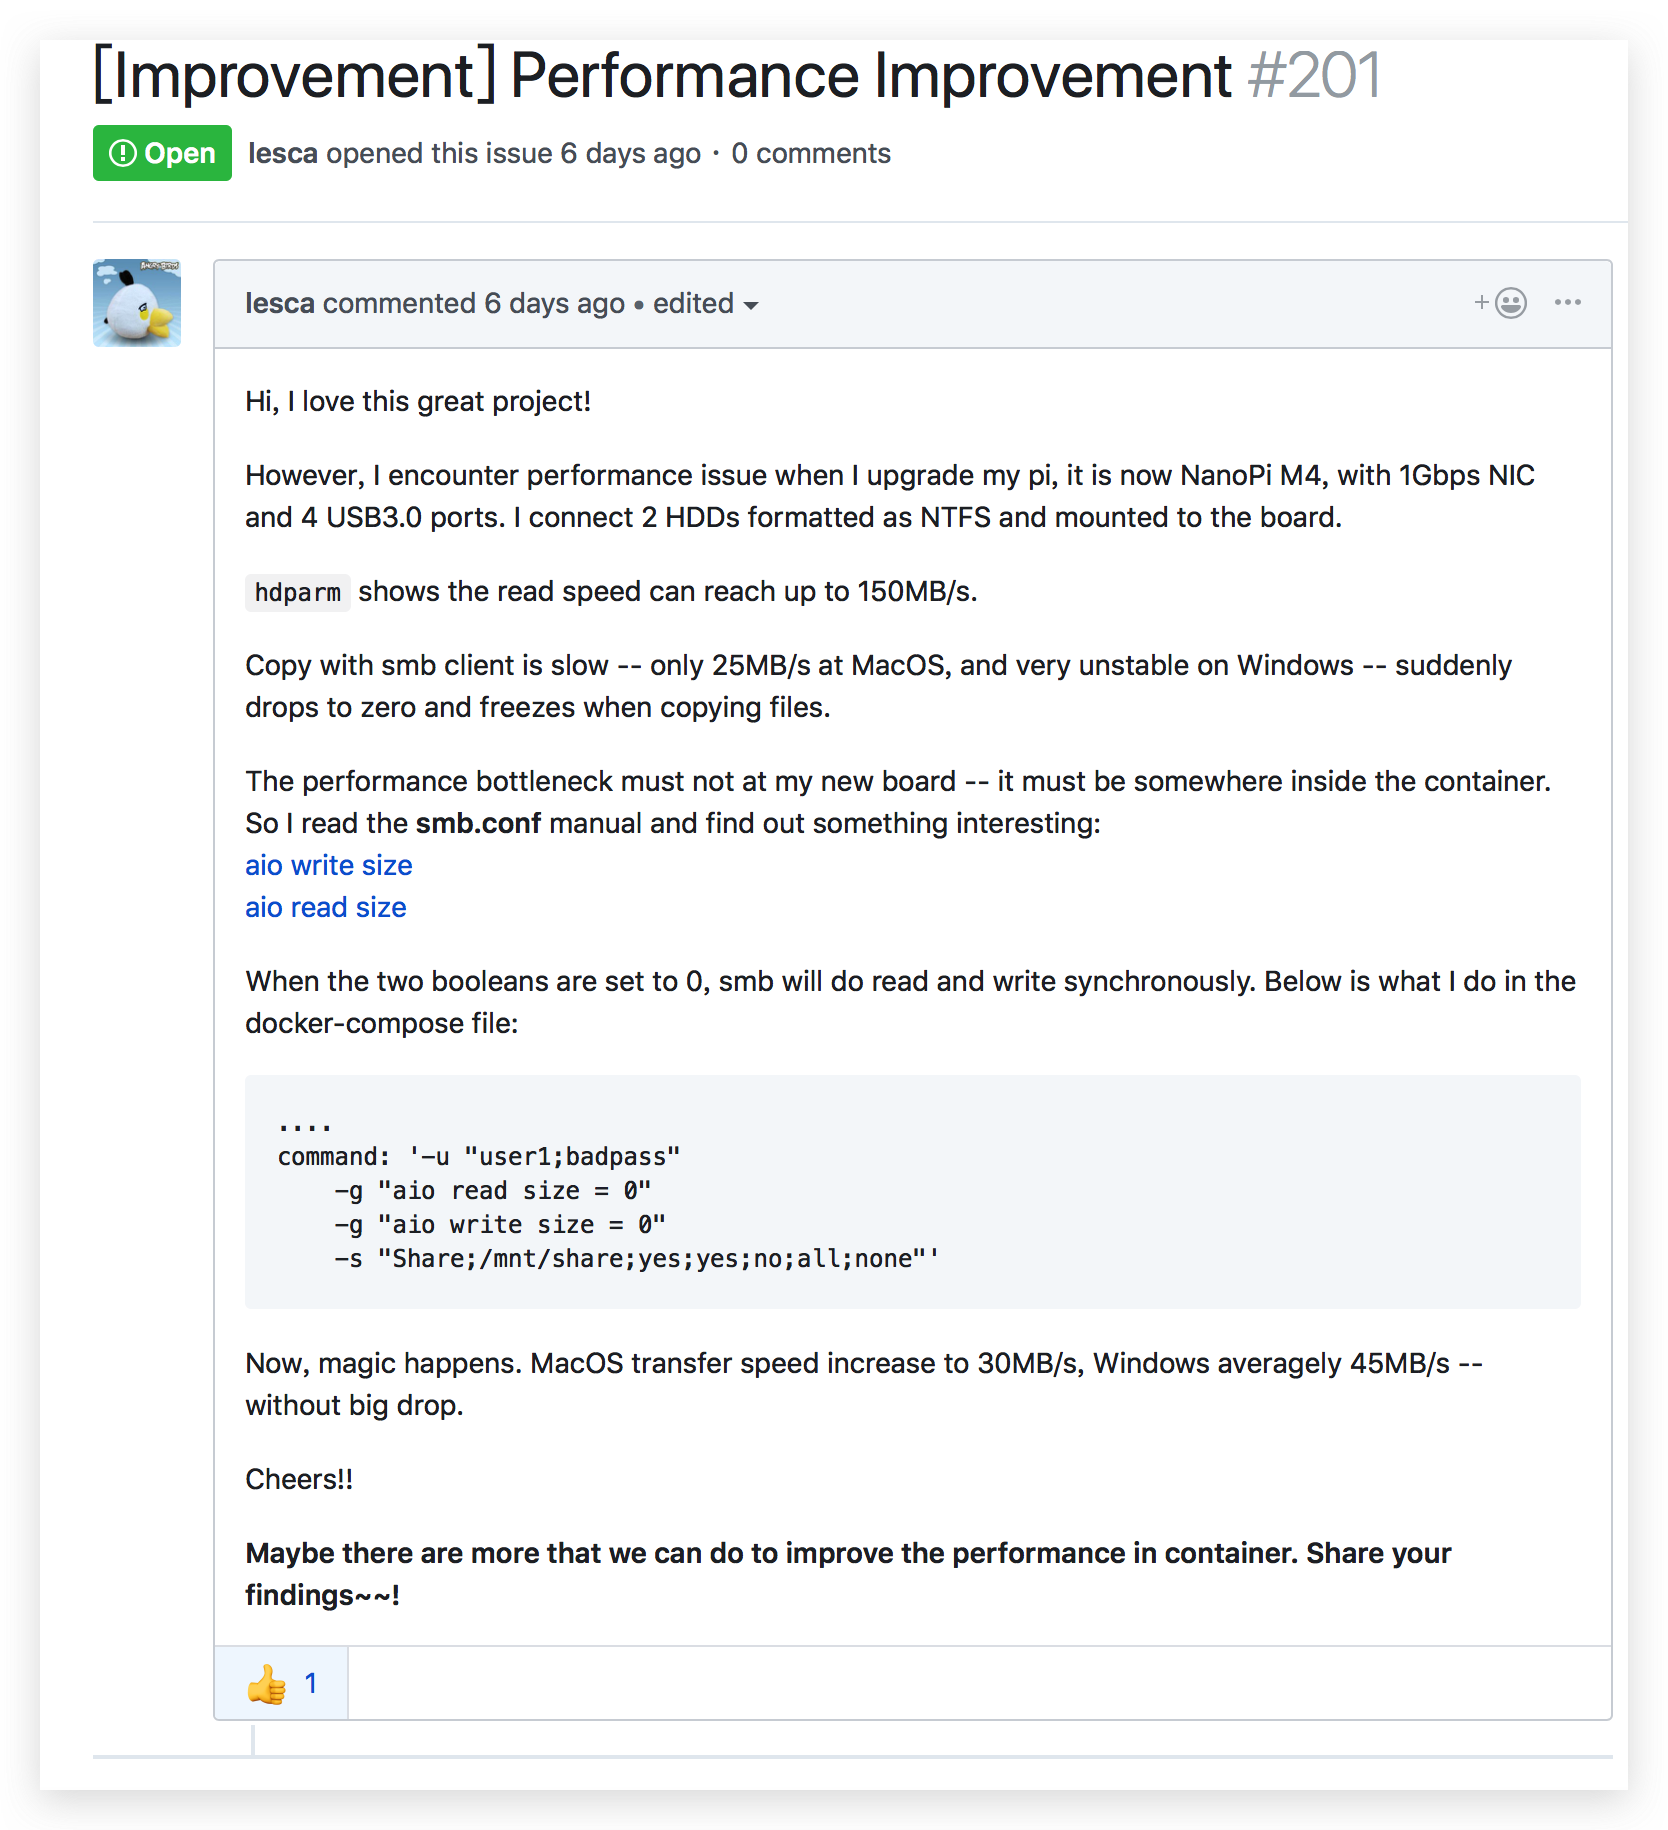 [Improvement] Performance Improvement #201
Open lesca opened this issue 6 days ago · 0 comments
ANGRY BIRDS
lesca commented 6 days ago • edited
Hi, I love this great project!
However, I encounter performance issue when I upgrade my pi, it is now NanoPi M4, with 1Gbps NIC
and 4 USB3.0 ports. I connect 2 HDDs formatted as NTFS and mounted to the board.
hdparm shows the read speed can reach up to 150MB/s.
Copy with smb client is slow -- only 25MB/s at MacOS, and very unstable on Windows -- suddenly
drops to zero and freezes when copying files.
The performance bottleneck must not at my new board -- it must be somewhere inside the container.
So I read the smb.conf manual and find out something interesting:
aio write size
aio read size
When the two booleans are set to 0, smb will do read and write synchronously. Below is what I do in the
docker-compose file:
....
command: '-u "user1;badpass"
-g "aio read size = 0"
-g "aio write size = 0"
-s "Share;/mnt/share;yes;yes;no;all;none"'
Now, magic happens. MacOS transfer speed increase to 30MB/s, Windows averagely 45MB/s --
without big drop.
Cheers!!
Maybe there are more that we can do to improve the performance in container. Share your
findings~~!
👍 1